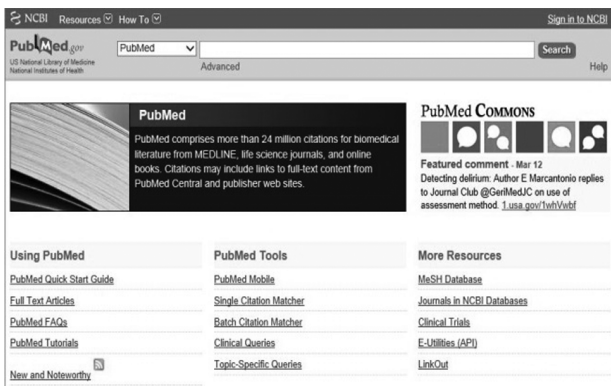 NCBI Resources How To Sign in to NCBI
PubMed.gov PubMed Search
US National Library of Medicine
National Institutes of Health
Advanced Help
PubMed
PubMed comprises more than 24 million citations for biomedical
literature from MEDLINE, life science journals, and online
books. Citations may include links to full-text content from
PubMed Central and publisher web sites.
PubMed COMMONS
Featured comment - Mar 12
Detecting delirium: Author E Marcantonio replies
to Journal Club @GeriMedJC on use of
assessment method. 1.usa.gov/1whVwbf
Using PubMed
PubMed Quick Start Guide
Full Text Articles
PubMed FAQs
PubMed Tutorials
New and Noteworthy
PubMed Tools
PubMed Mobile
Single Citation Matcher
Batch Citation Matcher
Clinical Queries
Topic-Specific Queries
More Resources
MeSH Database
Journals in NCBI Databases
Clinical Trials
E-Utilities (API)
LinkOut